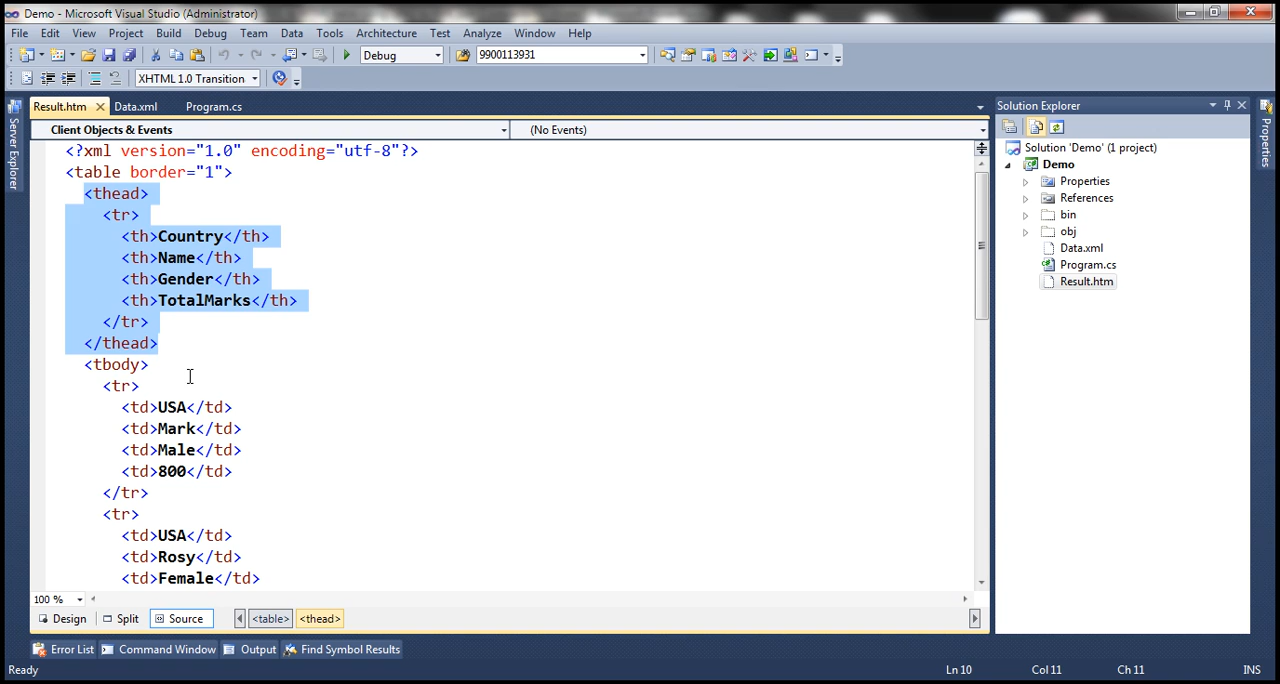 Demo - Microsoft Visual Studio (Administrator)
File Edit View Project Build Debug Team Data Tools Architecture Test Analyze Window Help
Debug 9900113931
XHTML 1.0 Transition
Result.htm Data.xml Program.cs
Client Objects & Events (No Events)
<?xml version="1.0" encoding="utf-8"?>
<table border="1">
<thead>
<tr>
<th>Country</th>
<th>Name</th>
<th>Gender</th>
<th>TotalMarks</th>
</tr>
</thead>
<tbody>
<tr>
<td>USA</td>
<td>Mark</td>
<td>Male</td>
<td>800</td>
</tr>
<tr>
<td>USA</td>
<td>Rosy</td>
<td>Female</td>
100 %
Design Split Source <table> <thead>
Server Explorer
Solution Explorer
Solution 'Demo' (1 project)
Demo
Properties
References
bin
obj
Data.xml
Program.cs
Result.htm
Properties
Error List Command Window Output Find Symbol Results
Ready Ln 10 Col 11 Ch 11 INS